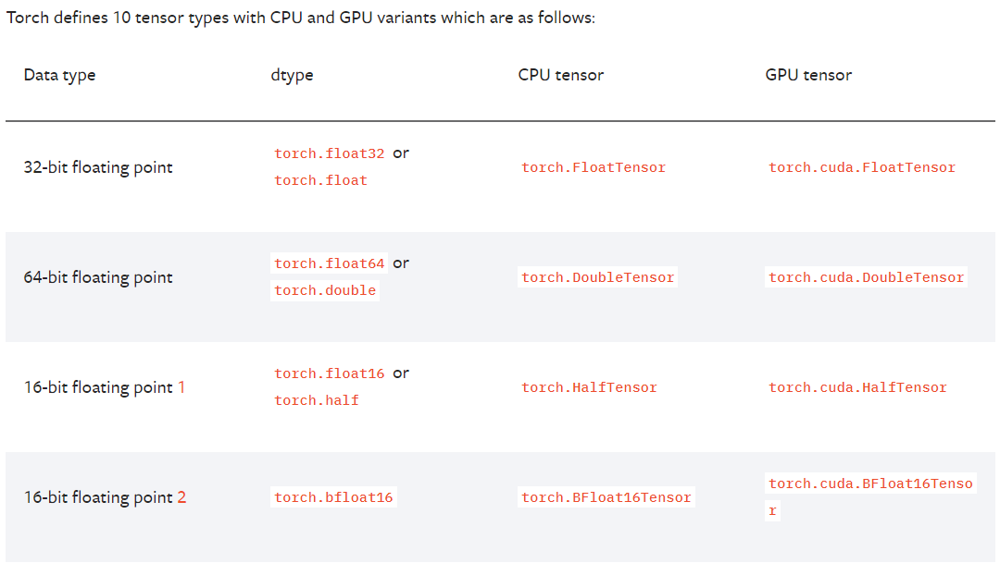 Torch defines 10 tensor types with CPU and GPU variants which are as follows:
Data type dtype CPU tensor GPU tensor
torch.float32 or
32-bit floating point torch.FloatTensor torch.cuda.FloatTensor
torch.float
torch.float64 or
64-bit floating point torch.DoubleTensor torch.cuda.DoubleTensor
torch.double
torch.float16 or
16-bit floating point 1 torch.HalfTensor torch.cuda.HalfTensor
torch.half
torch.cuda.BFloat16Tenso
16-bit floating point 2 torch.bfloat16 torch.BFloat16Tensor
r